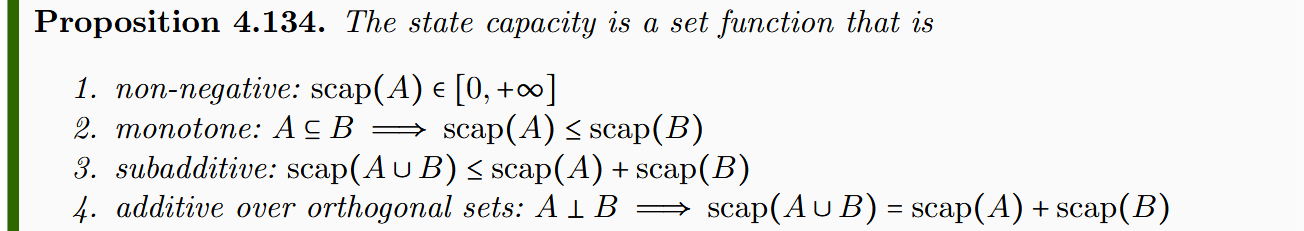 Proposition 4.134. The state capacity is a set function that is
1. non-negative: scap(A) ∈ [0, +∞]
2. monotone: A ⊆ B ⟹ scap(A) ≤ scap(B)
3. subadditive: scap(A ∪ B) ≤ scap(A) + scap(B)
4. additive over orthogonal sets: A ⊥ B ⟹ scap(A ∪ B) = scap(A) + scap(B)